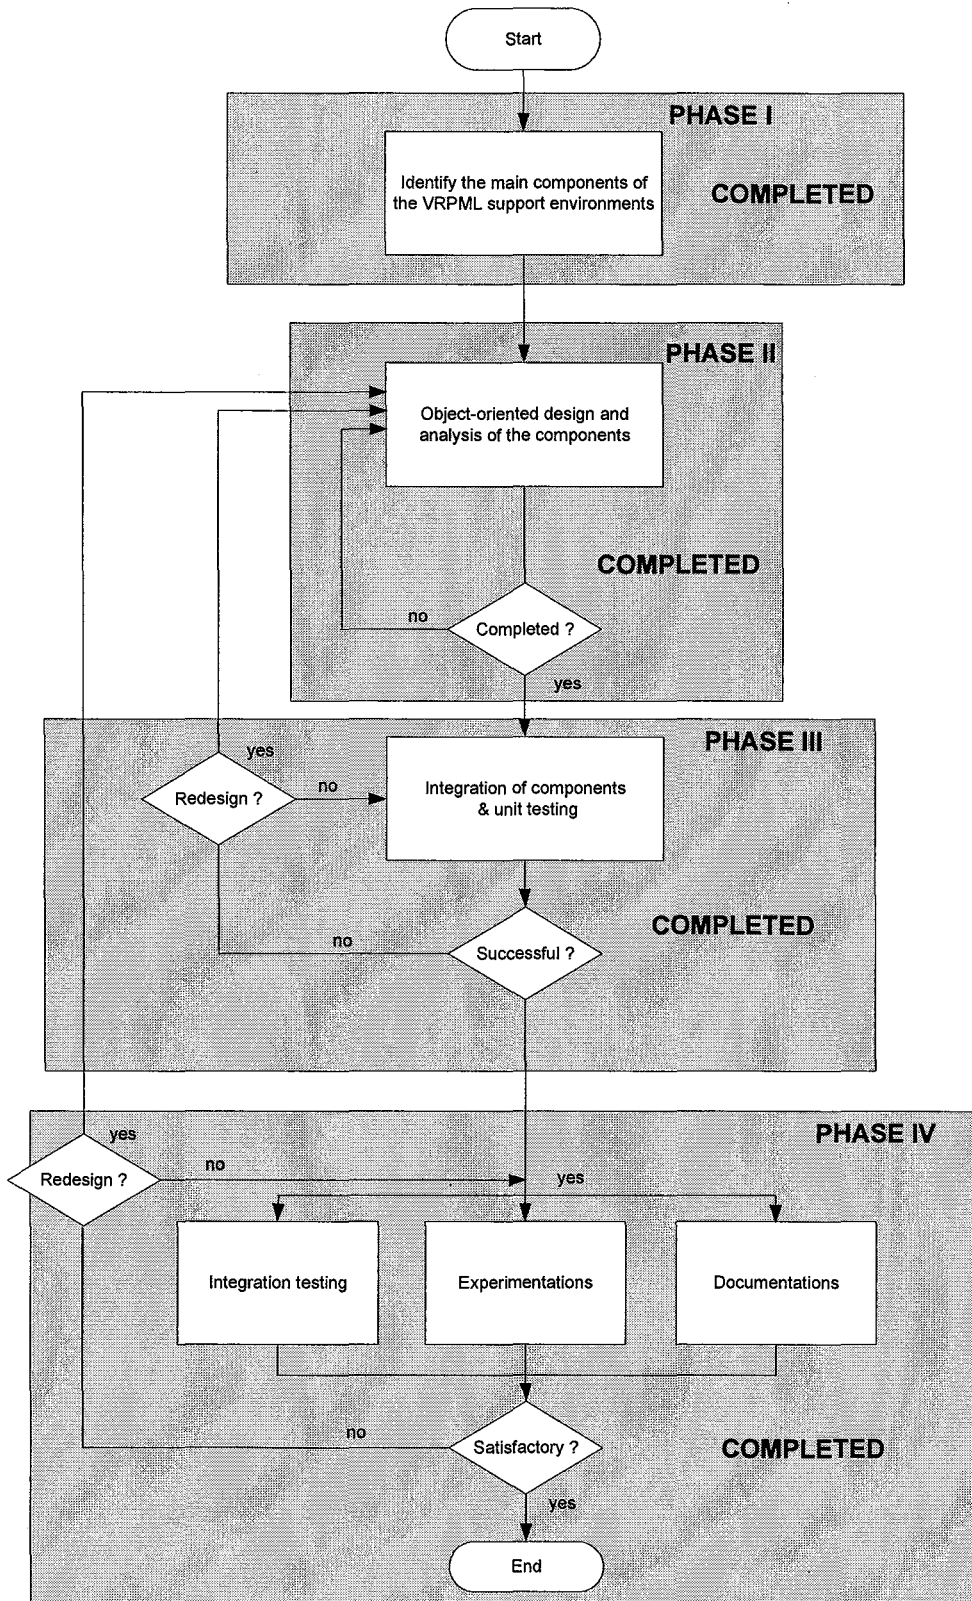 Start
PHASE I
Identify the main components of
the VRPML support environments
COMPLETED
PHASE II
Object-oriented design and
analysis of the components
COMPLETED
no
Completed ?
yes
PHASE III
yes
Redesign ?
no
Integration of components
& unit testing
COMPLETED
no
Successful ?
PHASE IV
yes
Redesign ?
no
yes
Integration testing
Experimentations
Documentations
no
Satisfactory ?
COMPLETED
yes
End